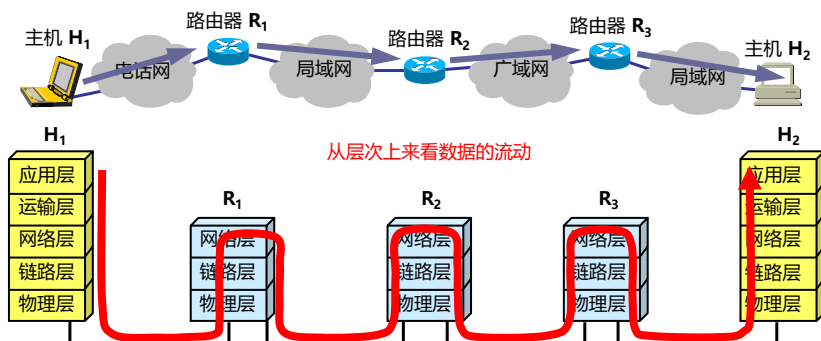 主机 H1
路由器 R1
路由器 R2
路由器 R3
主机 H2
电话网
局域网
广域网
局域网
从层次上来看数据的流动
H1
应用层
运输层
网络层
链路层
物理层
R1
网络层
链路层
物理层
R2
网络层
链路层
物理层
R3
网络层
链路层
物理层
H2
应用层
运输层
网络层
链路层
物理层